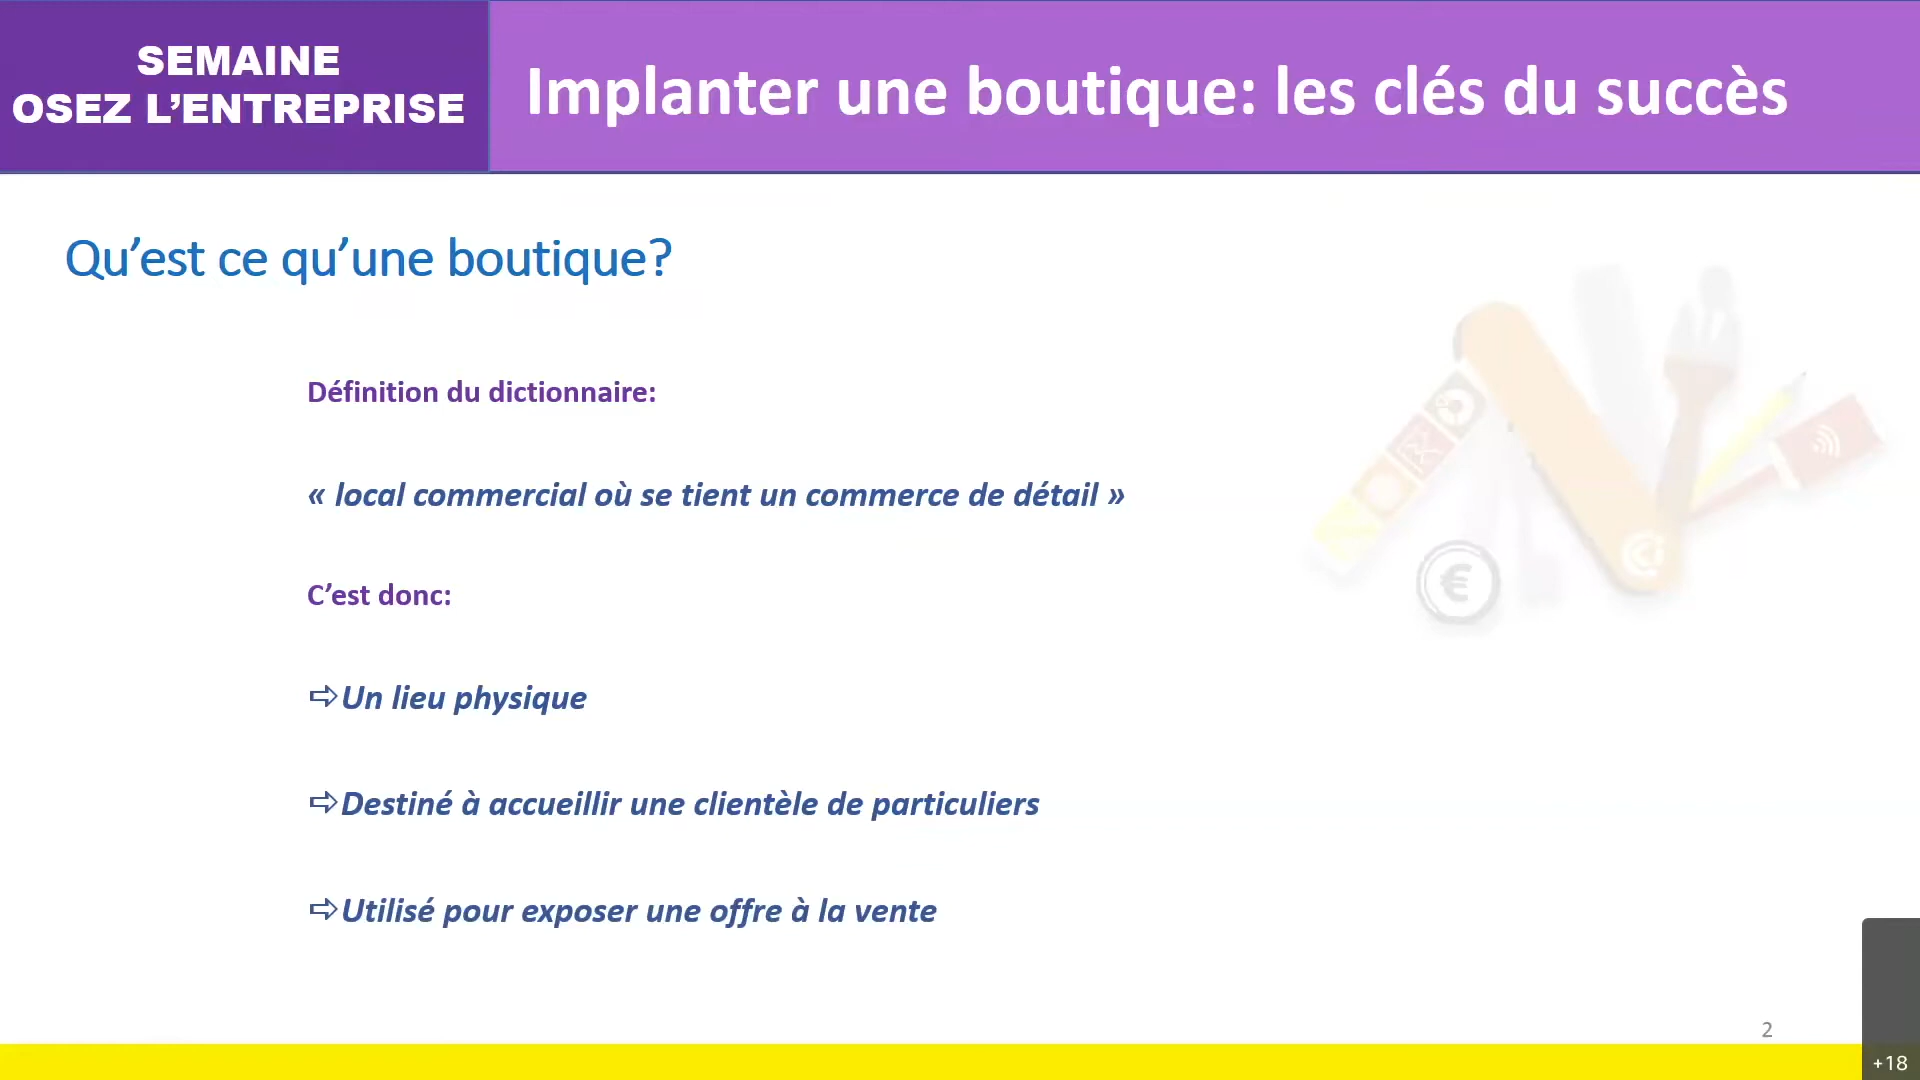 SEMAINE
OSEZ L’ENTREPRISE
Implanter une boutique: les clés du succès
Qu’est ce qu’une boutique?
Définition du dictionnaire:
« local commercial où se tient un commerce de détail »
C’est donc:
⇨Un lieu physique
⇨Destiné à accueillir une clientèle de particuliers
⇨Utilisé pour exposer une offre à la vente
€
CCI
2
+18